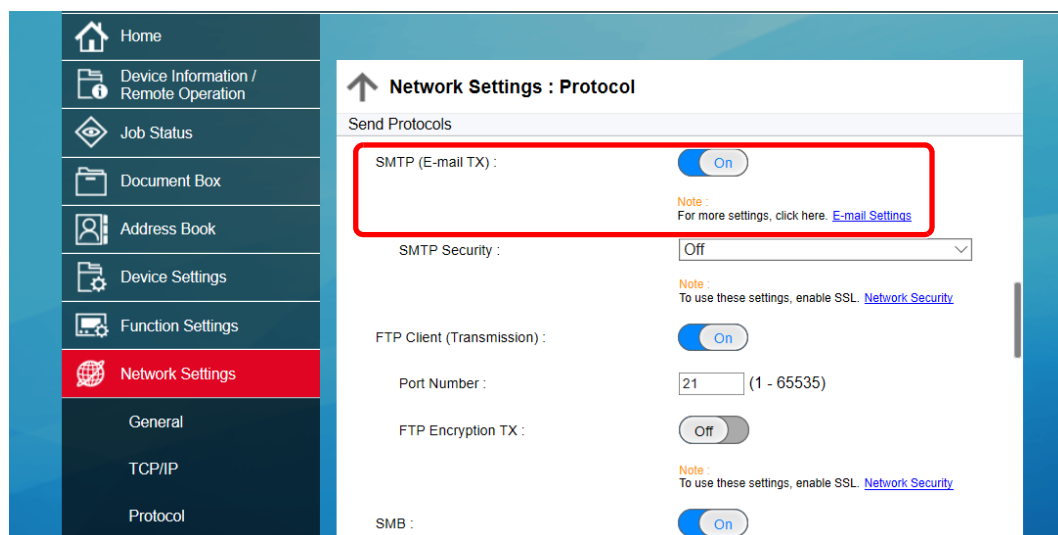 Home
Device Information /
Remote Operation
Job Status
Document Box
Address Book
Device Settings
Function Settings
Network Settings
General
TCP/IP
Protocol
Network Settings : Protocol
Send Protocols
SMTP (E-mail TX) :
On
Note :
For more settings, click here. E-mail Settings
SMTP Security :
Off
Note :
To use these settings, enable SSL. Network Security
FTP Client (Transmission) :
On
Port Number :
21 (1 - 65535)
FTP Encryption TX :
Off
Note :
To use these settings, enable SSL. Network Security
SMB :
On